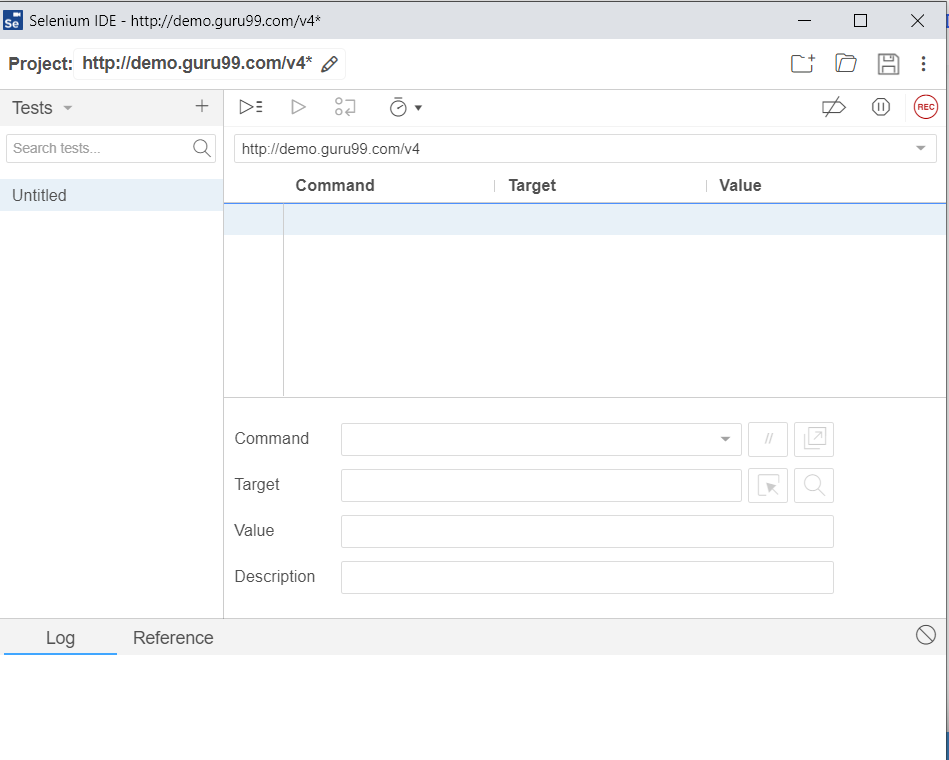 Se Selenium IDE - http://demo.guru99.com/v4*
Project: http://demo.guru99.com/v4*
Tests
REC
Search tests...
http://demo.guru99.com/v4
Command Target Value
Untitled
Command //
Target
Value
Description
Log Reference